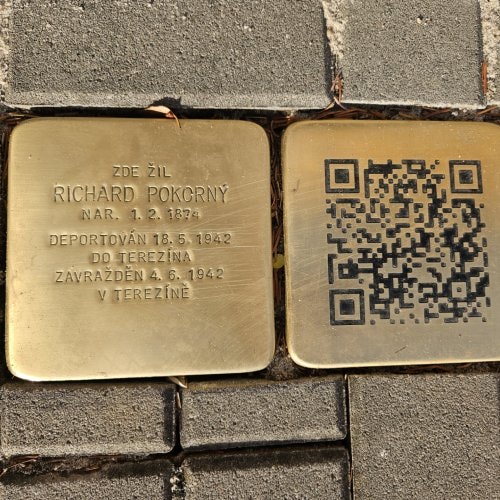 ZDE ŽIL
RICHARD POKORNÝ
NAR. 1. 2. 1874
DEPORTOVÁN 18. 5. 1942
DO TEREZÍNA
ZAVRAŽDĚN 4. 6. 1942
V TEREZÍNĚ